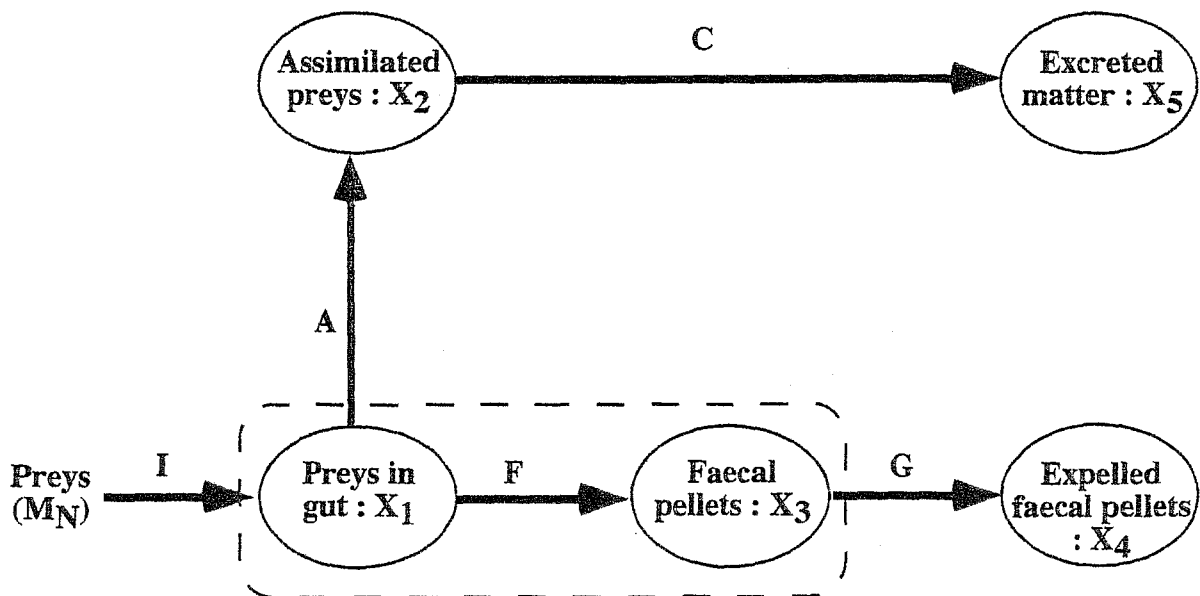 Assimilated
preys : X2
C
Excreted
matter : X5
A
Preys
(MN)
I
Preys in
gut : X1
F
Faecal
pellets : X3
G
Expelled
faecal pellets
: X4